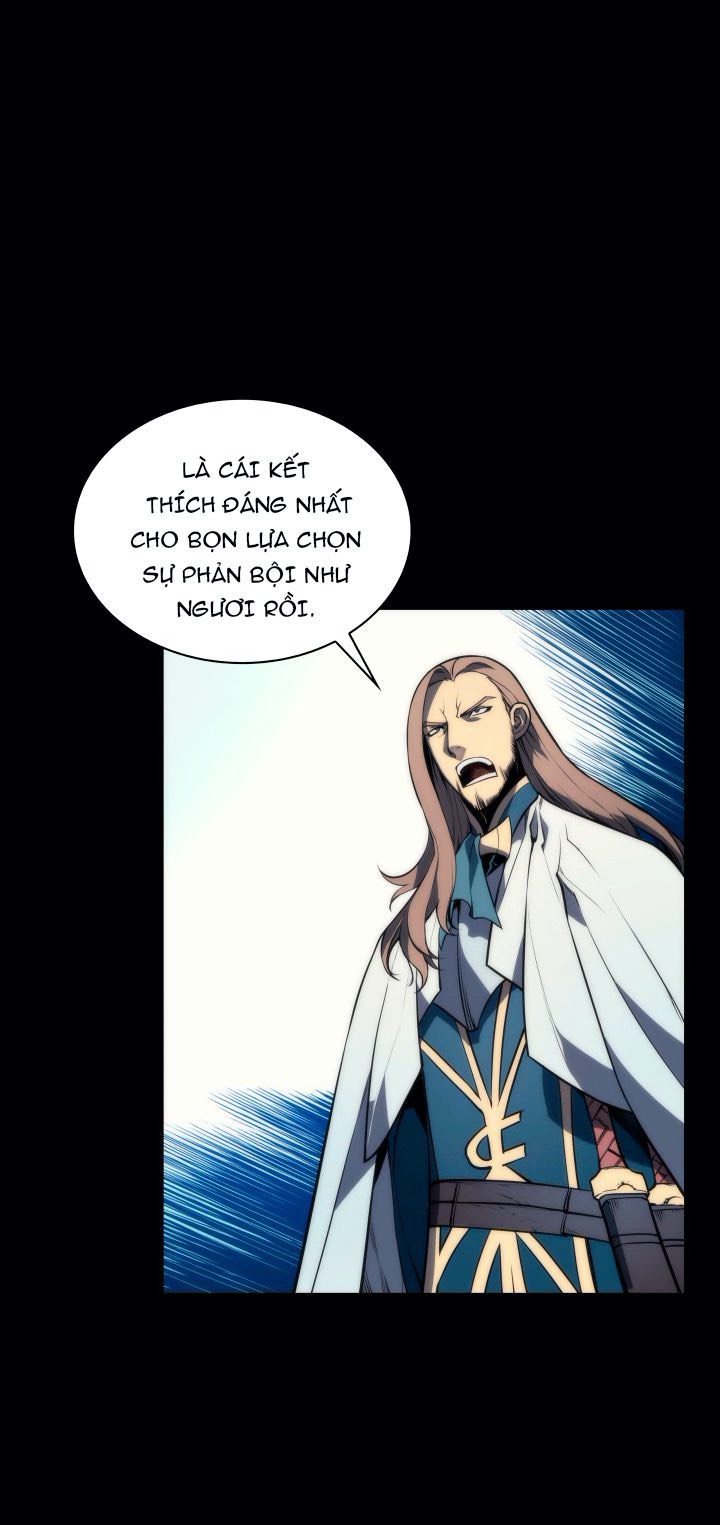 LÀ CÁI KẾT
THÍCH ĐÁNG NHẤT
CHO BỌN LỰA CHỌN
SỰ PHẢN BỘI NHƯ
NGƯƠI RỒI.